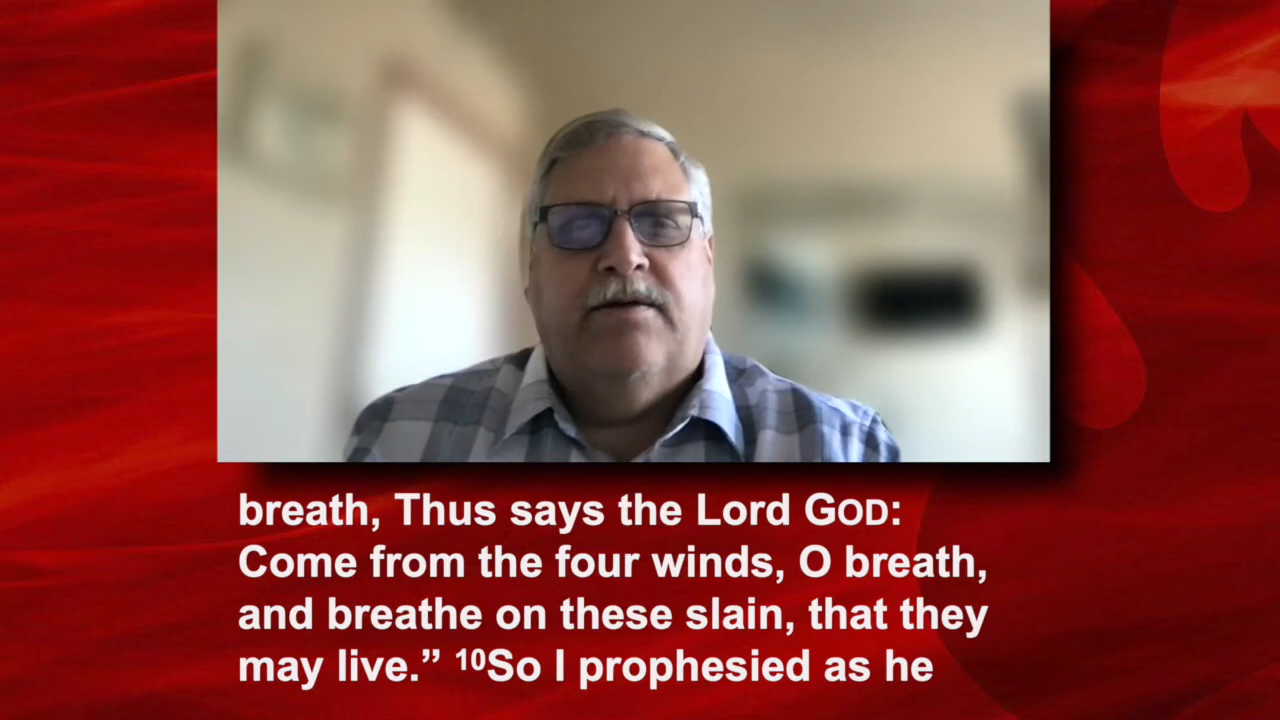 breath, Thus says the Lord GOD:
Come from the four winds, O breath,
and breathe on these slain, that they
may live.” ¹⁰So I prophesied as he